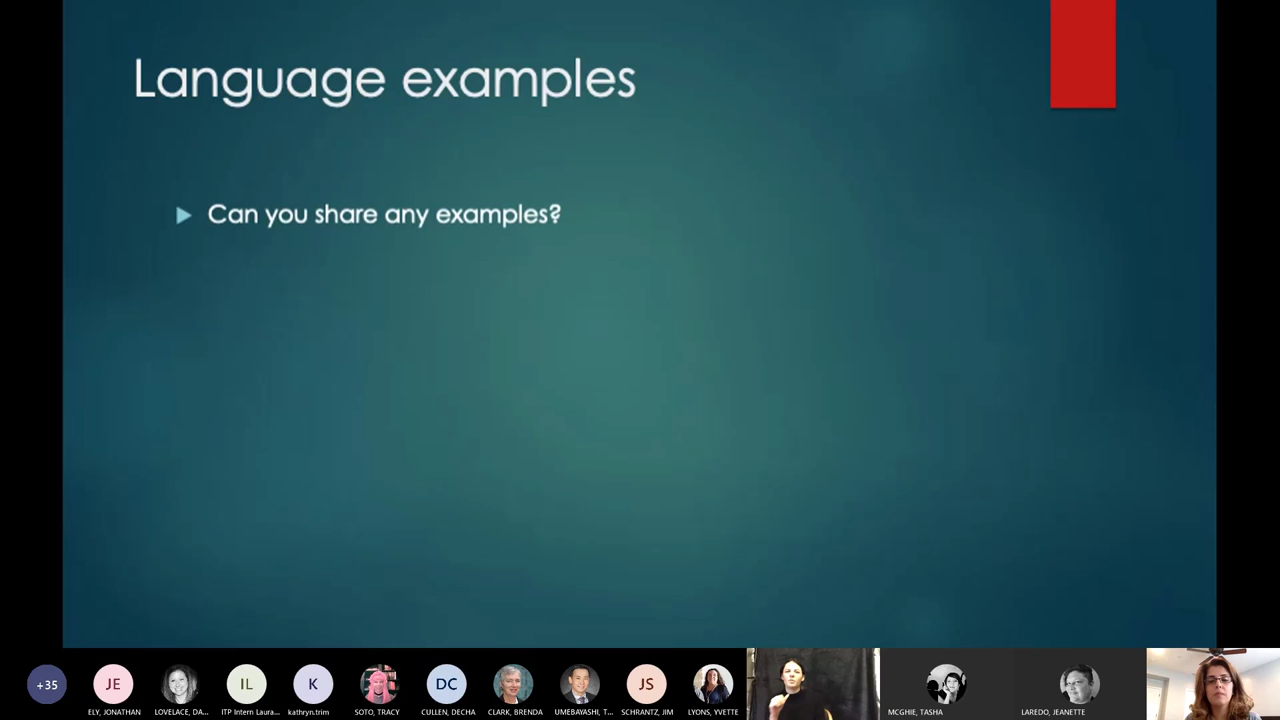 Language examples
Can you share any examples?
+35
JE
IL
K
DC
JS
ELY, JONATHAN
LOVELACE, DA...
ITP Intern Laura...
kathryn.trim
SOTO, TRACY
CULLEN, DECHA
CLARK, BRENDA
UMEBAYASHI, T...
SCHRANTZ, JIM
LYONS, YVETTE
MCGHIE, TASHA
LAREDO, JEANETTE